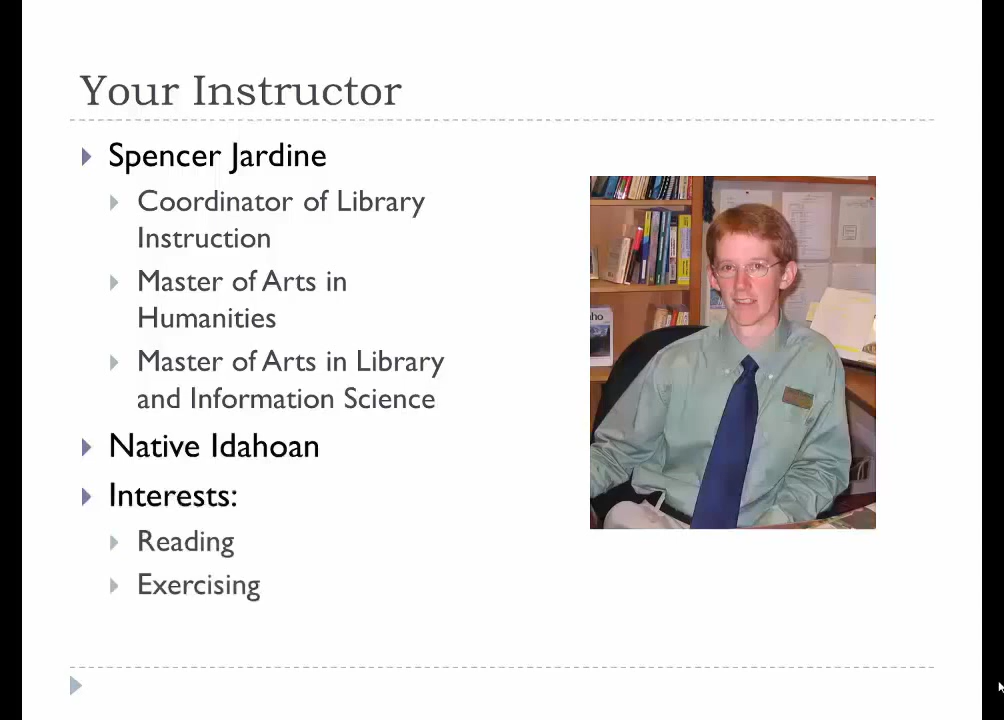 Your Instructor
Spencer Jardine
Coordinator of Library
Instruction
Master of Arts in
Humanities
Master of Arts in Library
and Information Science
Native Idahoan
Interests:
Reading
Exercising